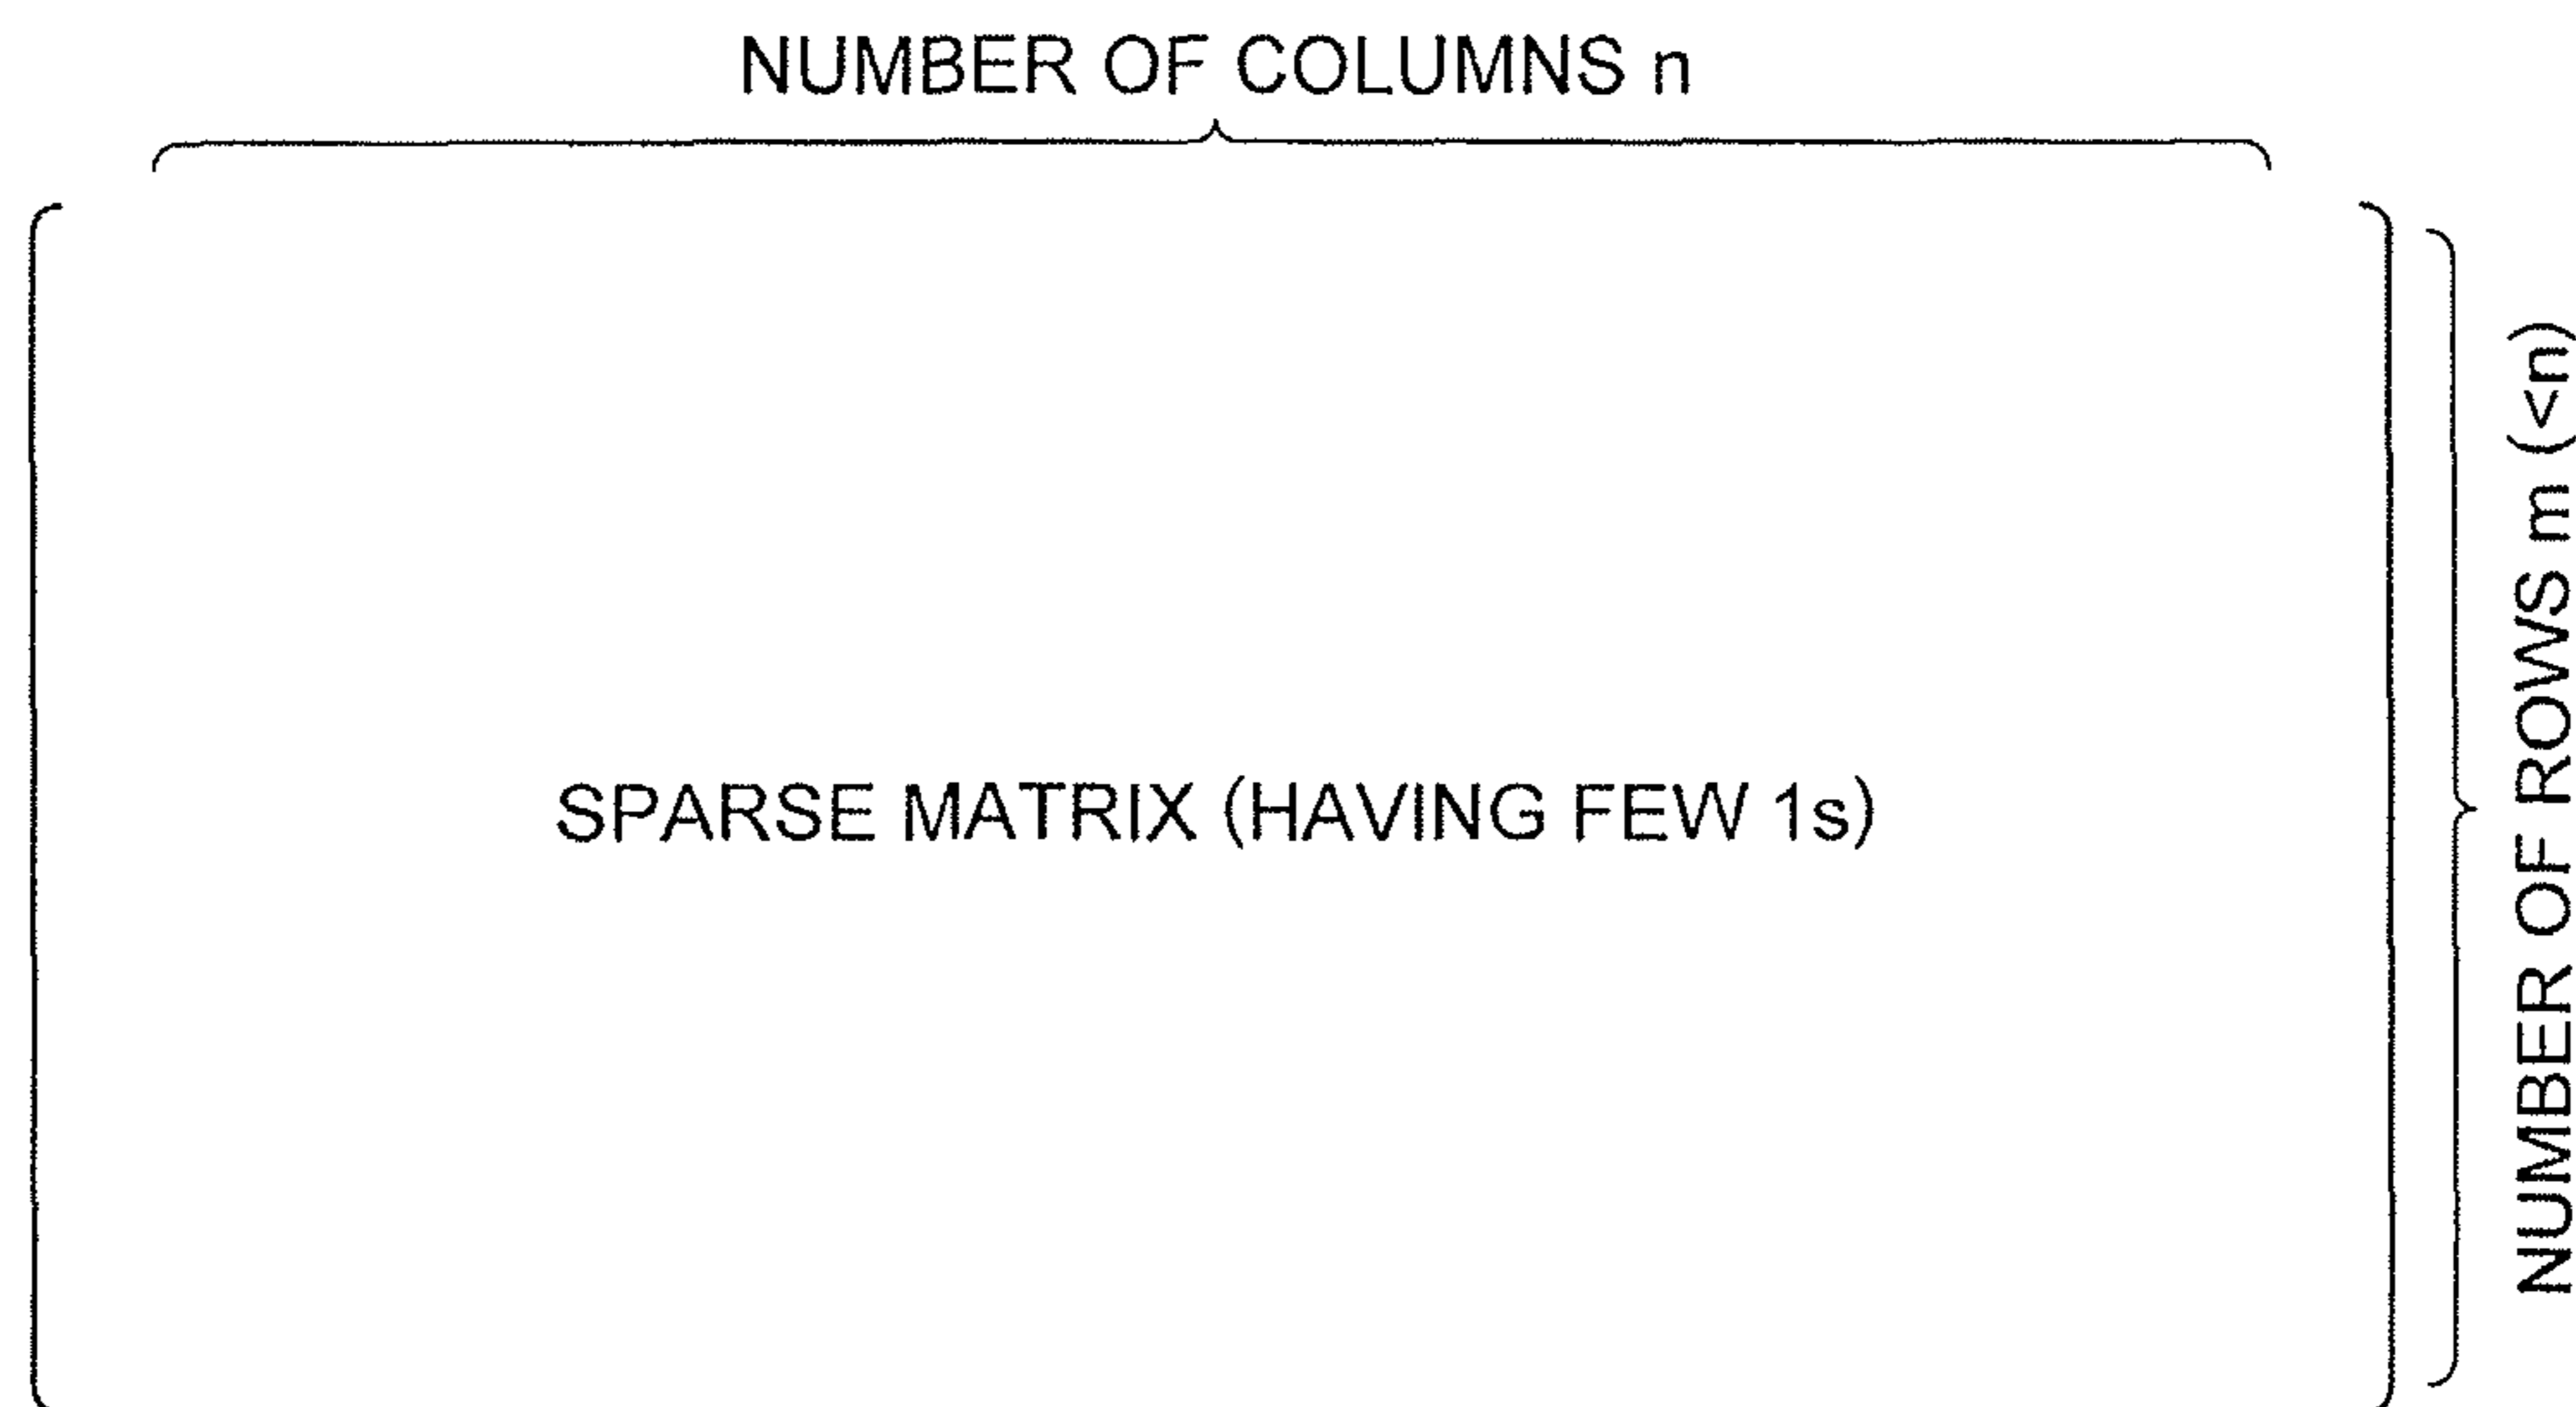 NUMBER OF COLUMNS n
SPARSE MATRIX (HAVING FEW 1s)
NUMBER OF ROWS m (<n)